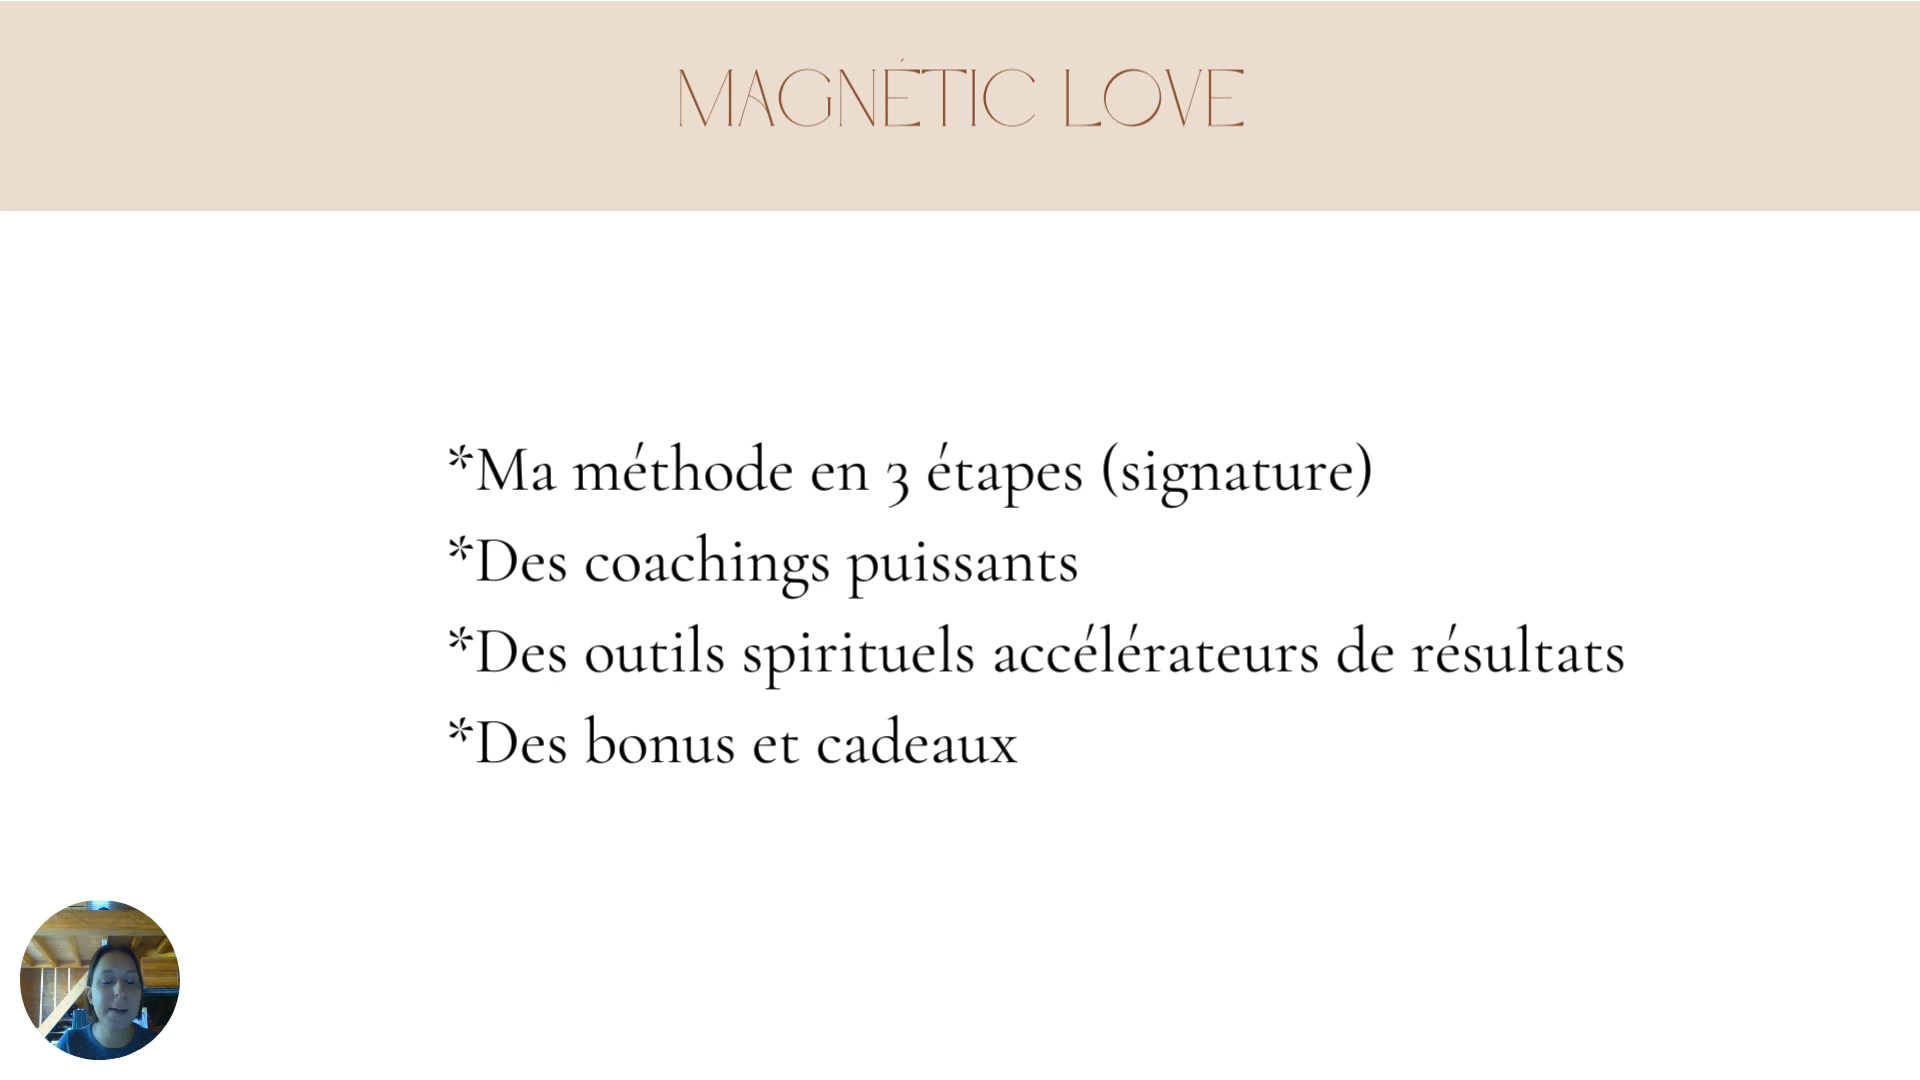 MAGNÉTIC LOVE
*Ma méthode en 3 étapes (signature)
*Des coachings puissants
*Des outils spirituels accélérateurs de résultats
*Des bonus et cadeaux